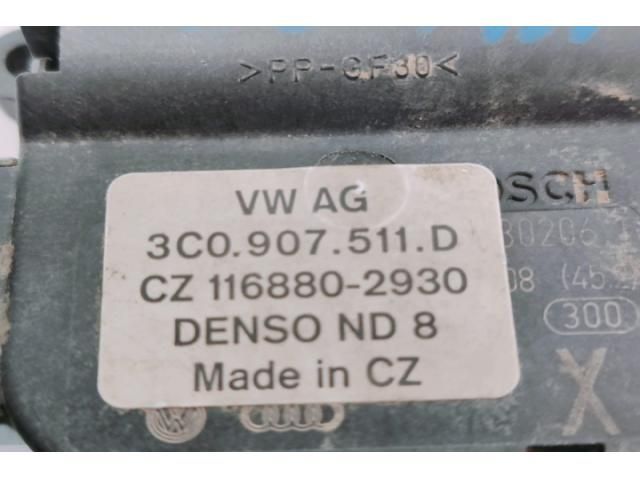 >PP-GF30<
VW AG
3C0.907.511.D
CZ 116880-2930
DENSO ND 8
Made in CZ
300
X